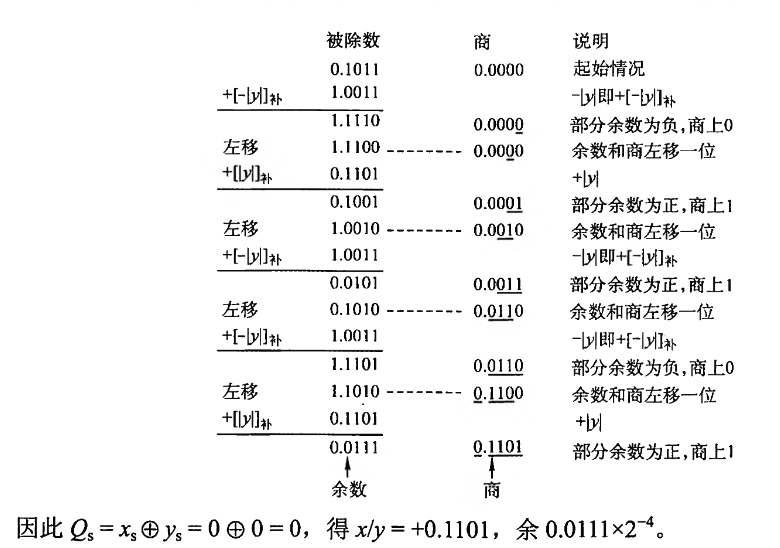 被除数 商 说明
0.1011 0.0000 起始情况
+[-|y|]补 1.0011 -|y|即+[-|y|]补
1.1110 0.0000 部分余数为负,商上0
左移 1.1100 -------- 0.0000 余数和商左移一位
+[|y|]补 0.1101 +|y|
0.1001 0.0001 部分余数为正,商上1
左移 1.0010 -------- 0.0010 余数和商左移一位
+[-|y|]补 1.0011 -|y|即+[-|y|]补
0.0101 0.0011 部分余数为正,商上1
左移 0.1010 -------- 0.0110 余数和商左移一位
+[-|y|]补 1.0011 -|y|即+[-|y|]补
1.1101 0.0110 部分余数为负,商上0
左移 1.1010 -------- 0.1100 余数和商左移一位
+[|y|]补 0.1101 +|y|
0.0111 0.1101 部分余数为正,商上1
余数 商
因此 Qs = xs⊕ys = 0⊕0 = 0，得 x/y = +0.1101，余 0.0111×2⁻⁴。